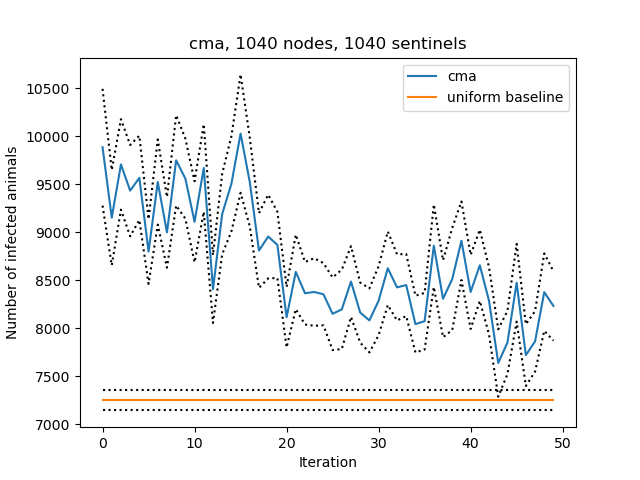 cma, 1040 nodes, 1040 sentinels
cma
uniform baseline
Number of infected animals
10500
10000
9500
9000
8500
8000
7500
7000
0 10 20 30 40 50
Iteration